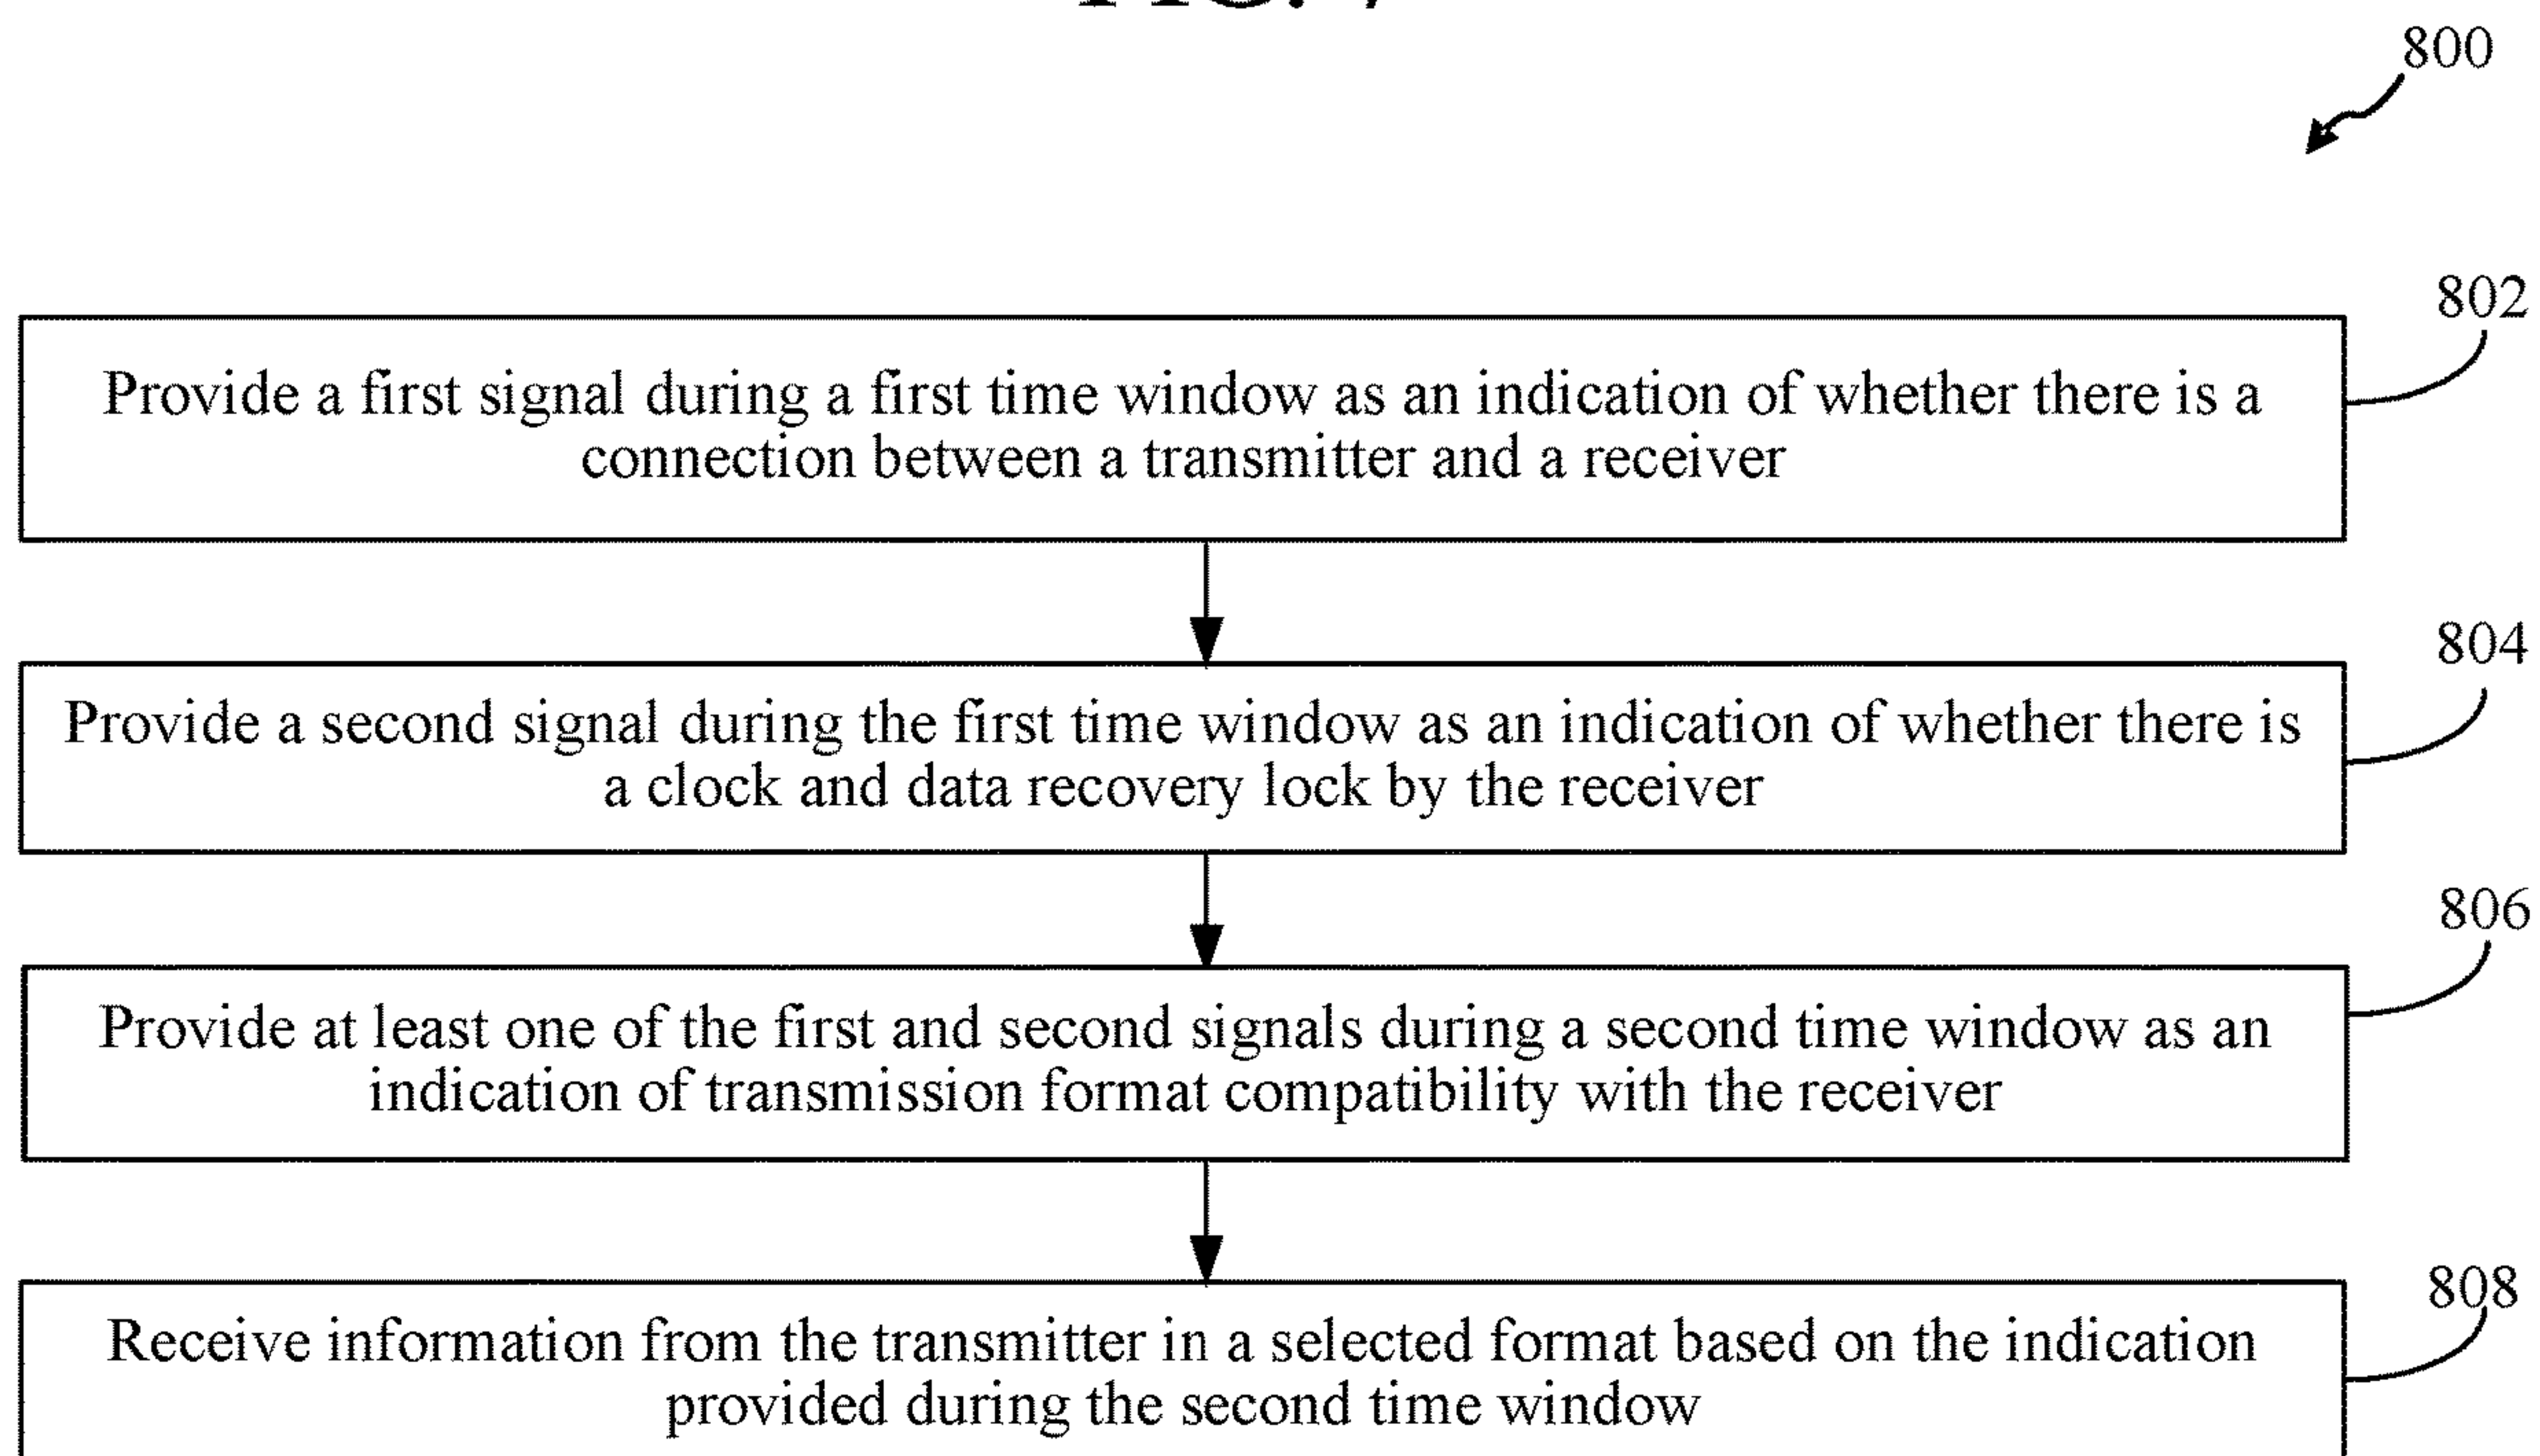 800
802
Provide a first signal during a first time window as an indication of whether there is a
connection between a transmitter and a receiver
804
Provide a second signal during the first time window as an indication of whether there is
a clock and data recovery lock by the receiver
806
Provide at least one of the first and second signals during a second time window as an
indication of transmission format compatibility with the receiver
808
Receive information from the transmitter in a selected format based on the indication
provided during the second time window